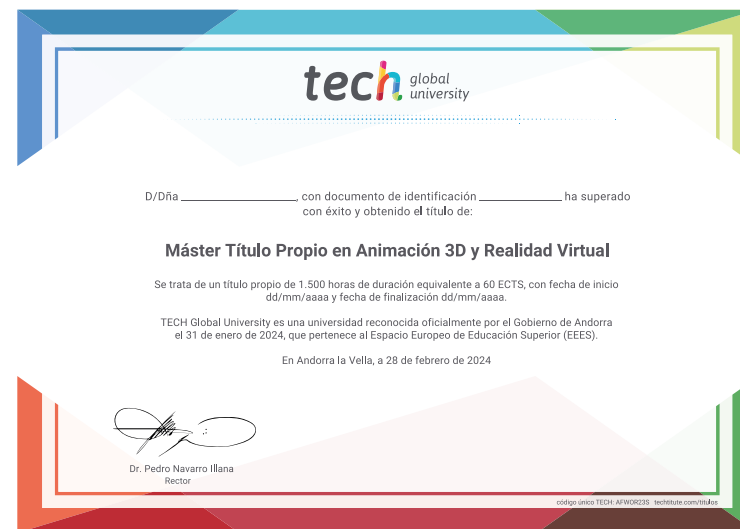 tech global university
D/Dña ______________, con documento de identificación ______________ ha superado
con éxito y obtenido el título de:
Máster Título Propio en Animación 3D y Realidad Virtual
Se trata de un título propio de 1.500 horas de duración equivalente a 60 ECTS, con fecha de inicio
dd/mm/aaaa y fecha de finalización dd/mm/aaaa.
TECH Global University es una universidad reconocida oficialmente por el Gobierno de Andorra
el 31 de enero de 2024, que pertenece al Espacio Europeo de Educación Superior (EEES).
En Andorra la Vella, a 28 de febrero de 2024
Dr. Pedro Navarro Illana
Rector
código único TECH: AFWOR23S techtitute.com/titulos